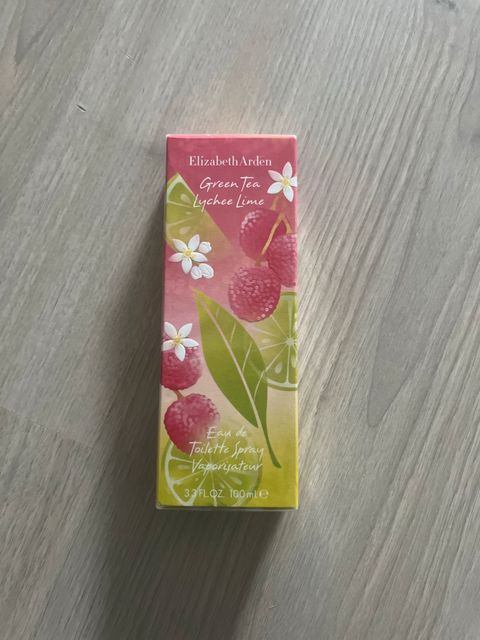 Elizabeth Arden
Green Tea
Lychee Lime
Eau de
Toilette Spray
Vaporisateur
3.3 FL.OZ. 100 ml ℮